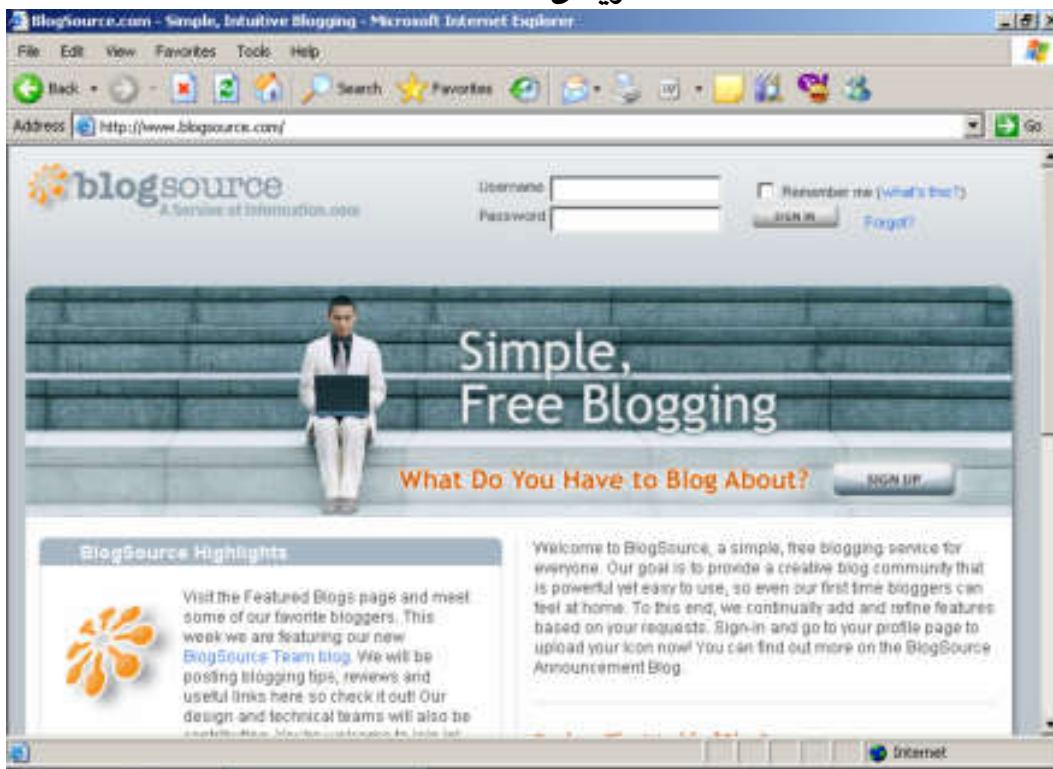 BlogSource.com - Simple, Intuitive Blogging - Microsoft Internet Explorer
File Edit View Favorites Tools Help
Back Search Favorites
Address http://www.blogsource.com/ Go
blogsource
A Service of Information.com
Username
Password
Remember me (what's this?)
SIGN IN Forgot?
Simple,
Free Blogging
What Do You Have to Blog About? SIGN UP
BlogSource Highlights
Visit the Featured Blogs page and meet
some of our favorite bloggers. This
week we are featuring our new
BlogSource Team blog. We will be
posting blogging tips, reviews and
useful links here so check it out! Our
design and technical teams will also be
Welcome to BlogSource, a simple, free blogging service for
everyone. Our goal is to provide a creative blog community that
is powerful yet easy to use, so even our first time bloggers can
feel at home. To this end, we continually add and refine features
based on your requests. Sign-in and go to your profile page to
upload your icon now! You can find out more on the BlogSource
Announcement Blog.
Internet